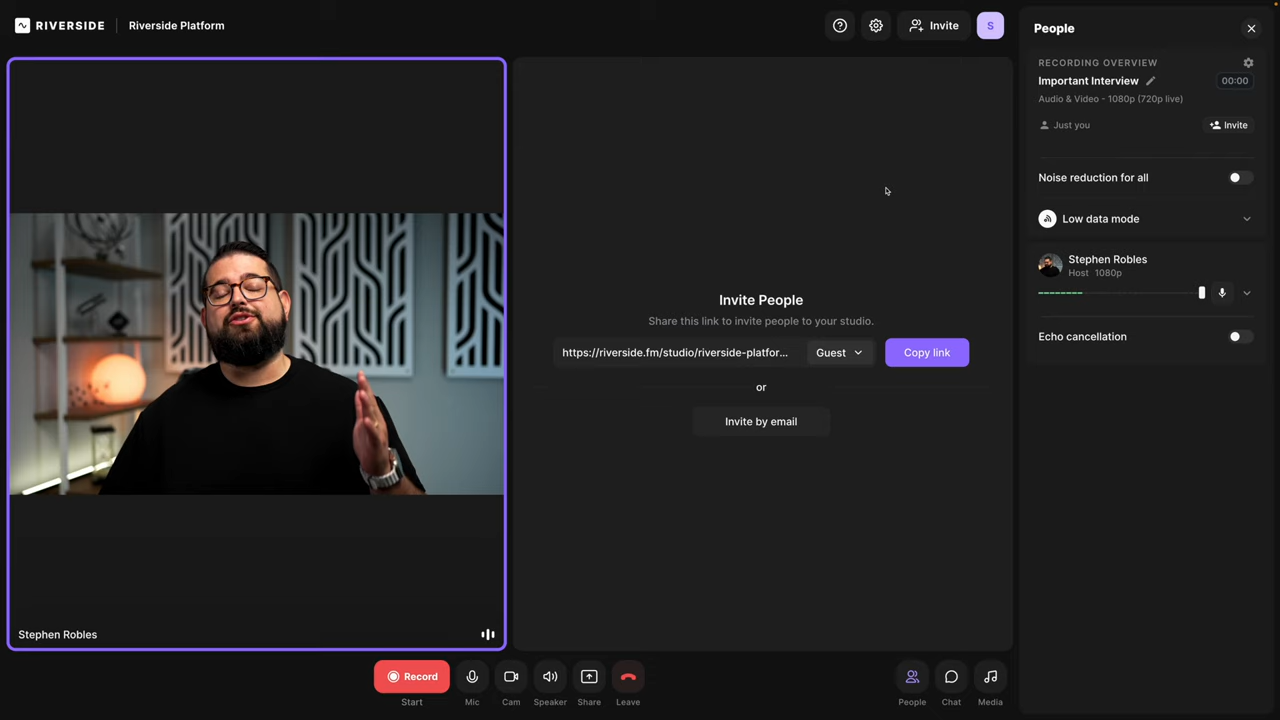 RIVERSIDE
Riverside Platform
Invite
S
People
RECORDING OVERVIEW
Important Interview
00:00
Audio & Video - 1080p (720p live)
Just you
Invite
Noise reduction for all
Low data mode
Stephen Robles
Host 1080p
Echo cancellation
Invite People
Share this link to invite people to your studio.
https://riverside.fm/studio/riverside-platfor...
Guest
Copy link
or
Invite by email
Stephen Robles
Record
Start
Mic
Cam
Speaker
Share
Leave
People
Chat
Media